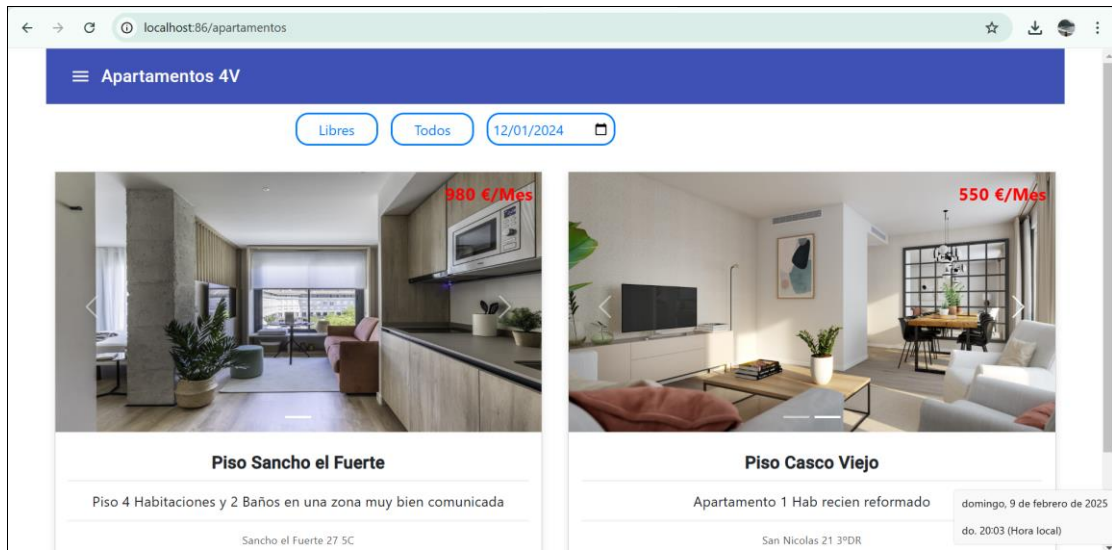 localhost:86/apartamentos
Apartamentos 4V
Libres
Todos
12/01/2024
980 €/Mes
550 €/Mes
Piso Sancho el Fuerte
Piso Casco Viejo
Piso 4 Habitaciones y 2 Baños en una zona muy bien comunicada
Apartamento 1 Hab recien reformado
Sancho el Fuerte 27 5C
San Nicolas 21 3ºDR
domingo, 9 de febrero de 2025
do. 20:03 (Hora local)